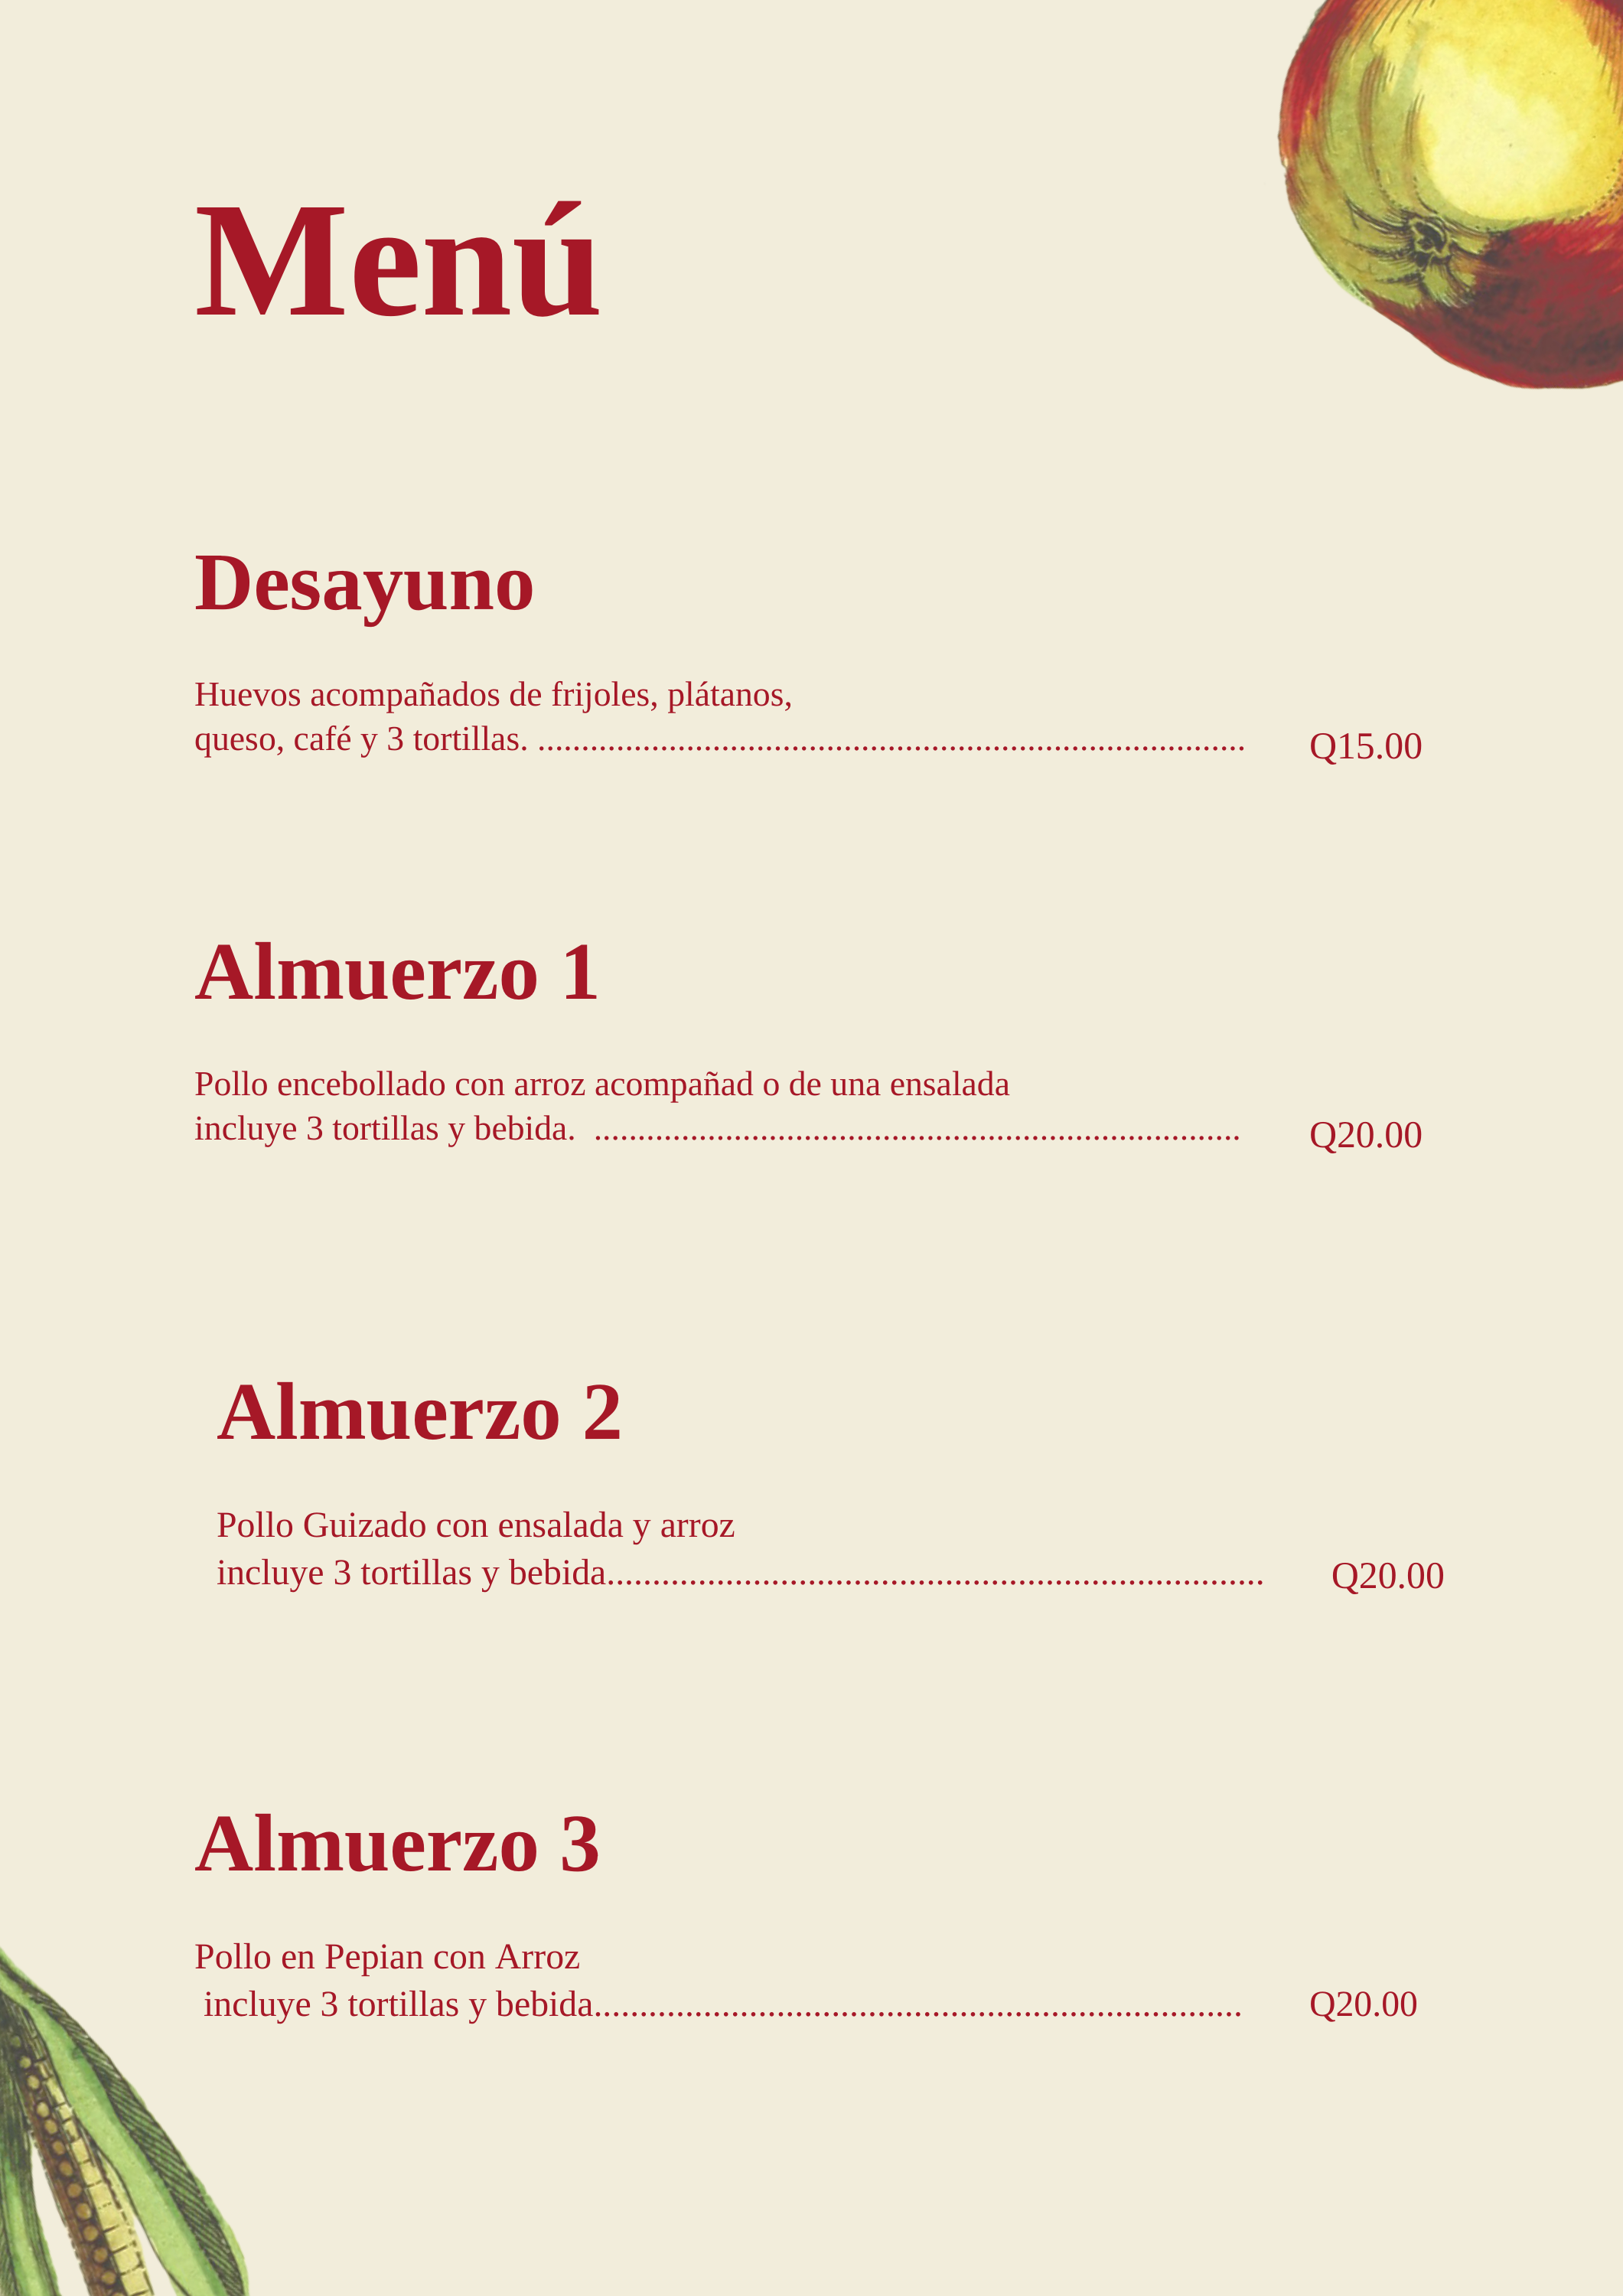 Menú
Desayuno
Huevos acompañados de frijoles, plátanos,
queso, café y 3 tortillas. ................................................................................. Q15.00
Almuerzo 1
Pollo encebollado con arroz acompañad o de una ensalada
incluye 3 tortillas y bebida.  .......................................................................... Q20.00
Almuerzo 2
Pollo Guizado con ensalada y arroz
incluye 3 tortillas y bebida........................................................................ Q20.00
Almuerzo 3
Pollo en Pepian con Arroz
incluye 3 tortillas y bebida....................................................................... Q20.00